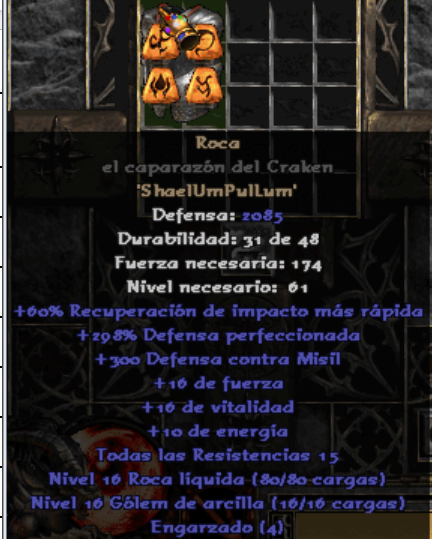 Roca
el caparazón del Craken
'ShaelUmPulLum'
Defensa: 2085
Durabilidad: 31 de 48
Fuerza necesaria: 174
Nivel necesario: 61
+60% Recuperación de impacto más rápida
+298% Defensa perfeccionada
+300 Defensa contra Misil
+16 de fuerza
+16 de vitalidad
+10 de energía
Todas las Resistencias 15
Nivel 16 Roca líquida (80/80 cargas)
Nivel 16 Gólem de arcilla (16/16 cargas)
Engarzado (4)